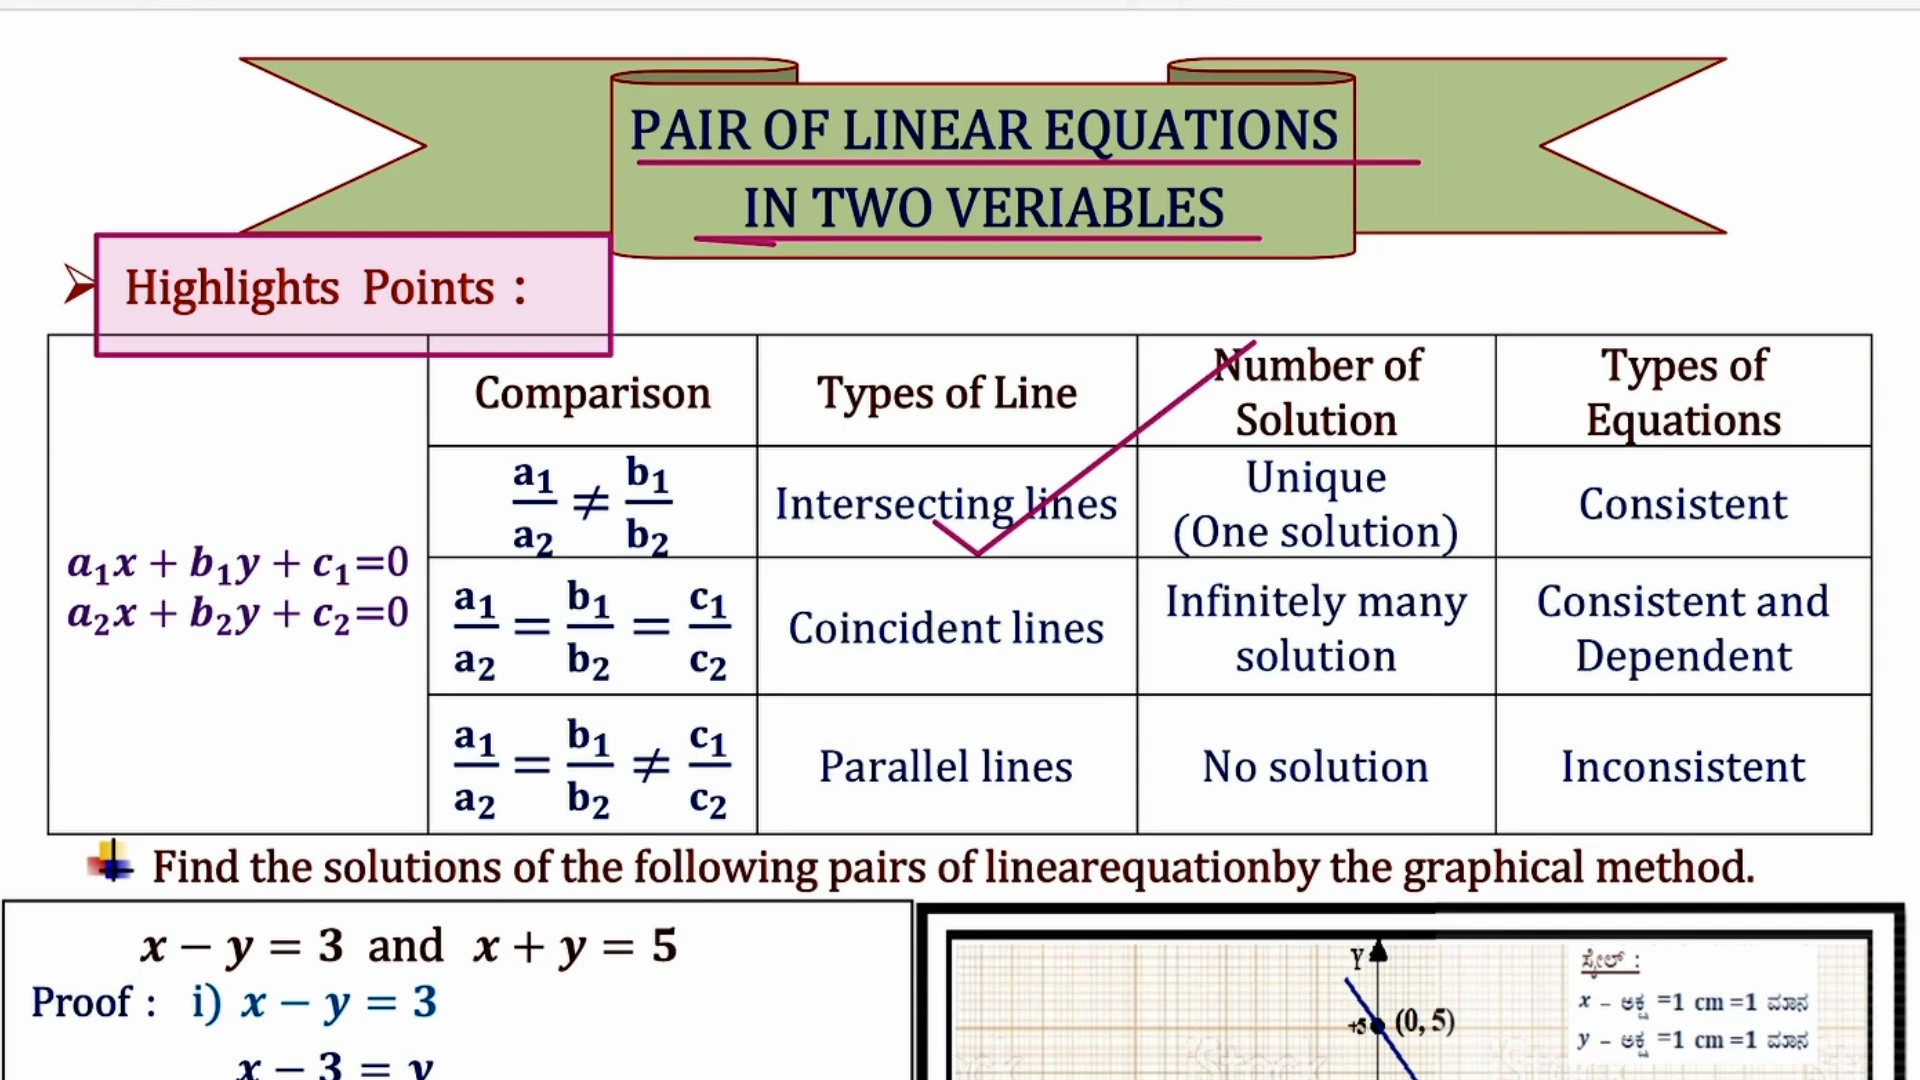 PAIR OF LINEAR EQUATIONS
IN TWO VERIABLES
Highlights Points :
Comparison Types of Line Number of Solution Types of Equations
a₁x + b₁y + c₁=0
a₂x + b₂y + c₂=0
a₁/a₂ ≠ b₁/b₂ Intersecting lines Unique (One solution) Consistent
a₁/a₂ = b₁/b₂ = c₁/c₂ Coincident lines Infinitely many solution Consistent and Dependent
a₁/a₂ = b₁/b₂ ≠ c₁/c₂ Parallel lines No solution Inconsistent
Find the solutions of the following pairs of linearequationby the graphical method.
x − y = 3 and x + y = 5
Proof : i) x − y = 3
x − 3 = y
Y
+5 (0, 5)
ಸ್ಕೇಲ್ :
x – ಅಕ್ಷ =1 cm =1 ಮಾನ
y – ಅಕ್ಷ =1 cm =1 ಮಾನ